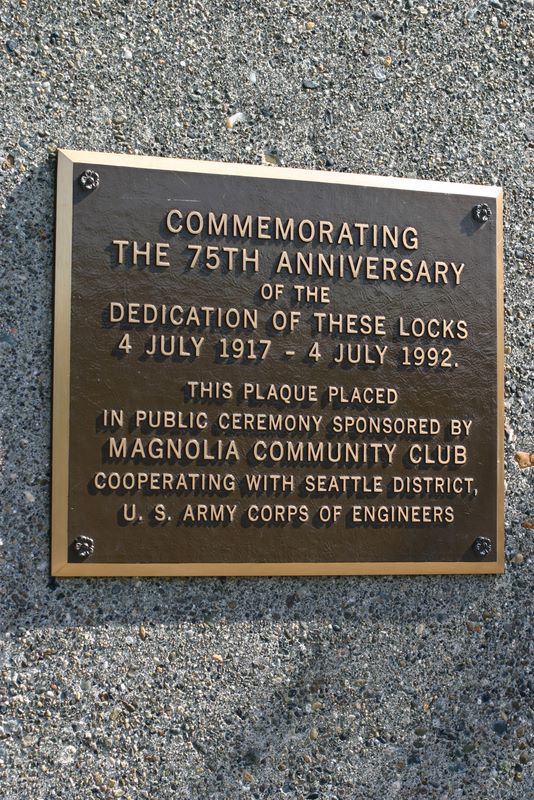 COMMEMORATING
THE 75TH ANNIVERSARY
OF THE
DEDICATION OF THESE LOCKS
4 JULY 1917 – 4 JULY 1992.
THIS PLAQUE PLACED
IN PUBLIC CEREMONY SPONSORED BY
MAGNOLIA COMMUNITY CLUB
COOPERATING WITH SEATTLE DISTRICT,
U. S. ARMY CORPS OF ENGINEERS